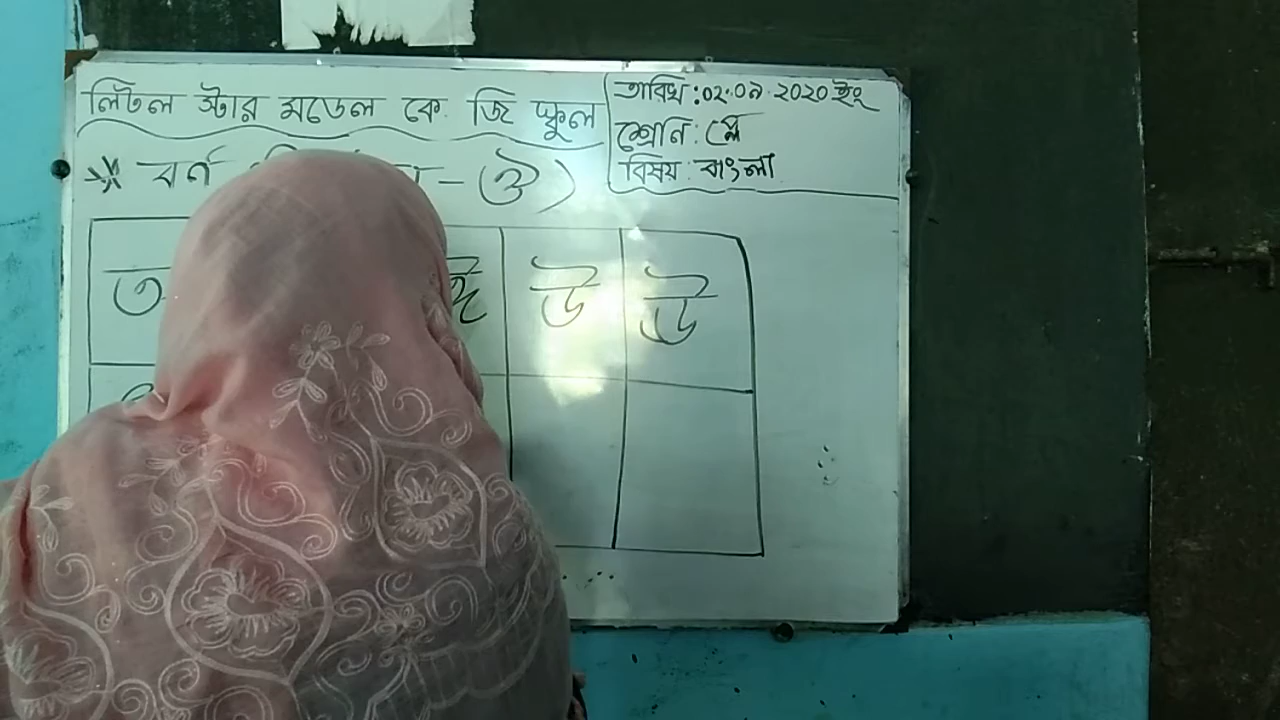 লিটল স্টার মডেল কে. জি স্কুল
তারিখ : ০২.০৯.২০২০ ইং
শ্রেনি : প্লে
বিষয় : বাংলা
* বর্ন - ঔ)
ঈ উ ঊ